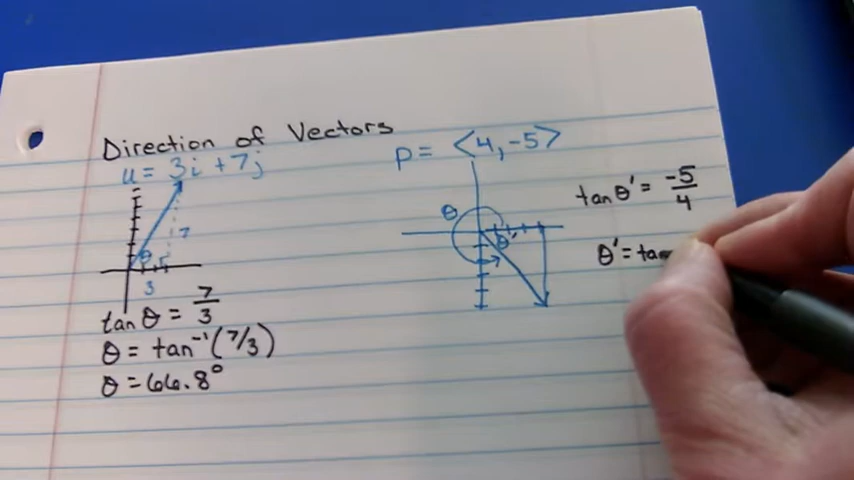 Direction of Vectors
u = 3i + 7j
7
θ
3
tan θ = 7/3
θ = tan⁻¹(7/3)
θ = 66.8°
p = <4, -5>
θ
θ'
tan θ' = -5/4
θ' = tan